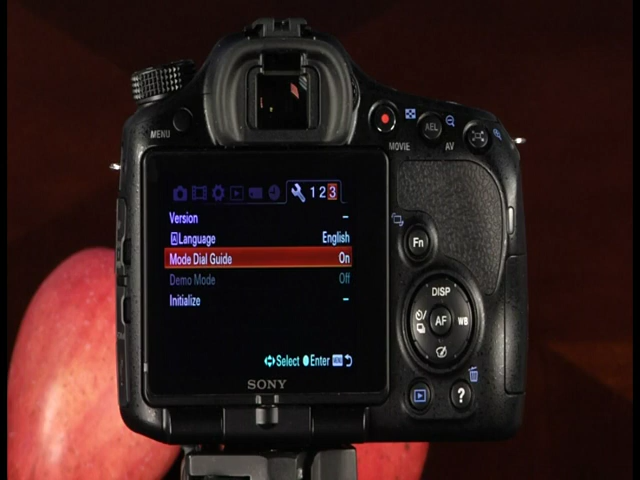 MENU
MOVIE
AEL
AV
1 2 3
Version –
A Language English
Mode Dial Guide On
Demo Mode Off
Initialize –
Select Enter MENU
Fn
DISP
AF
WB
?
SONY